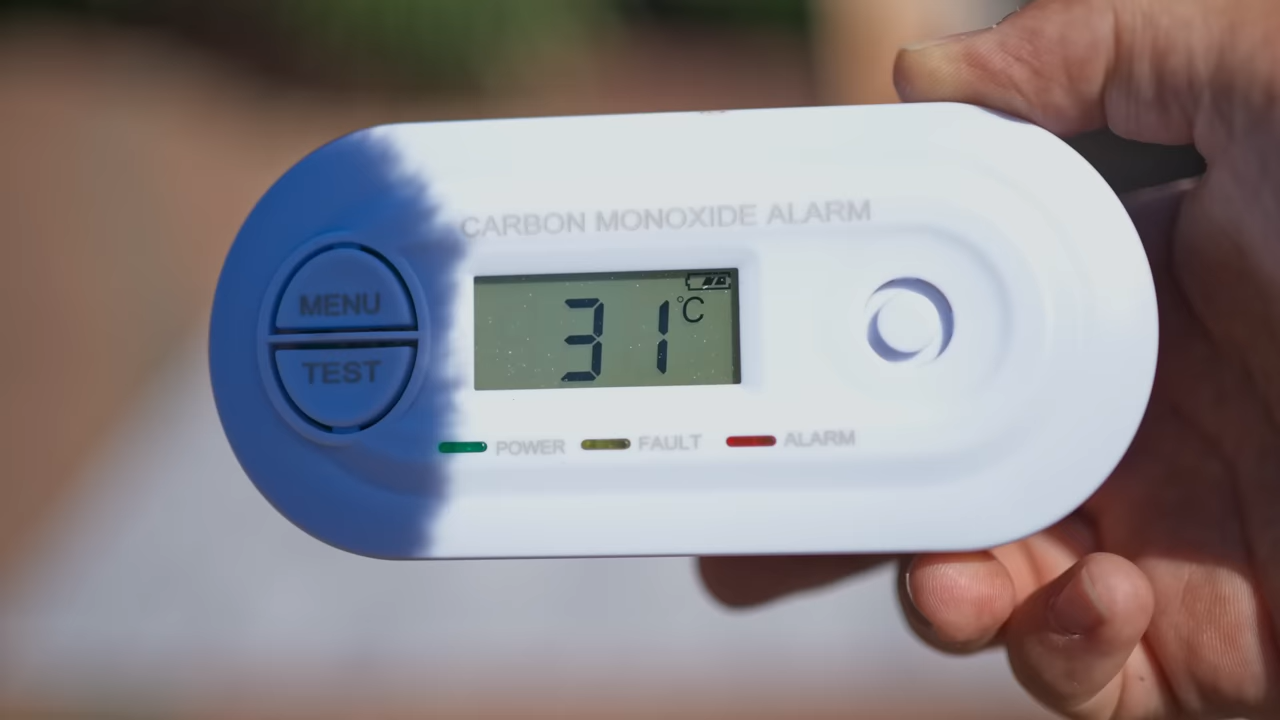 CARBON MONOXIDE ALARM
MENU
TEST
31°C
POWER FAULT ALARM